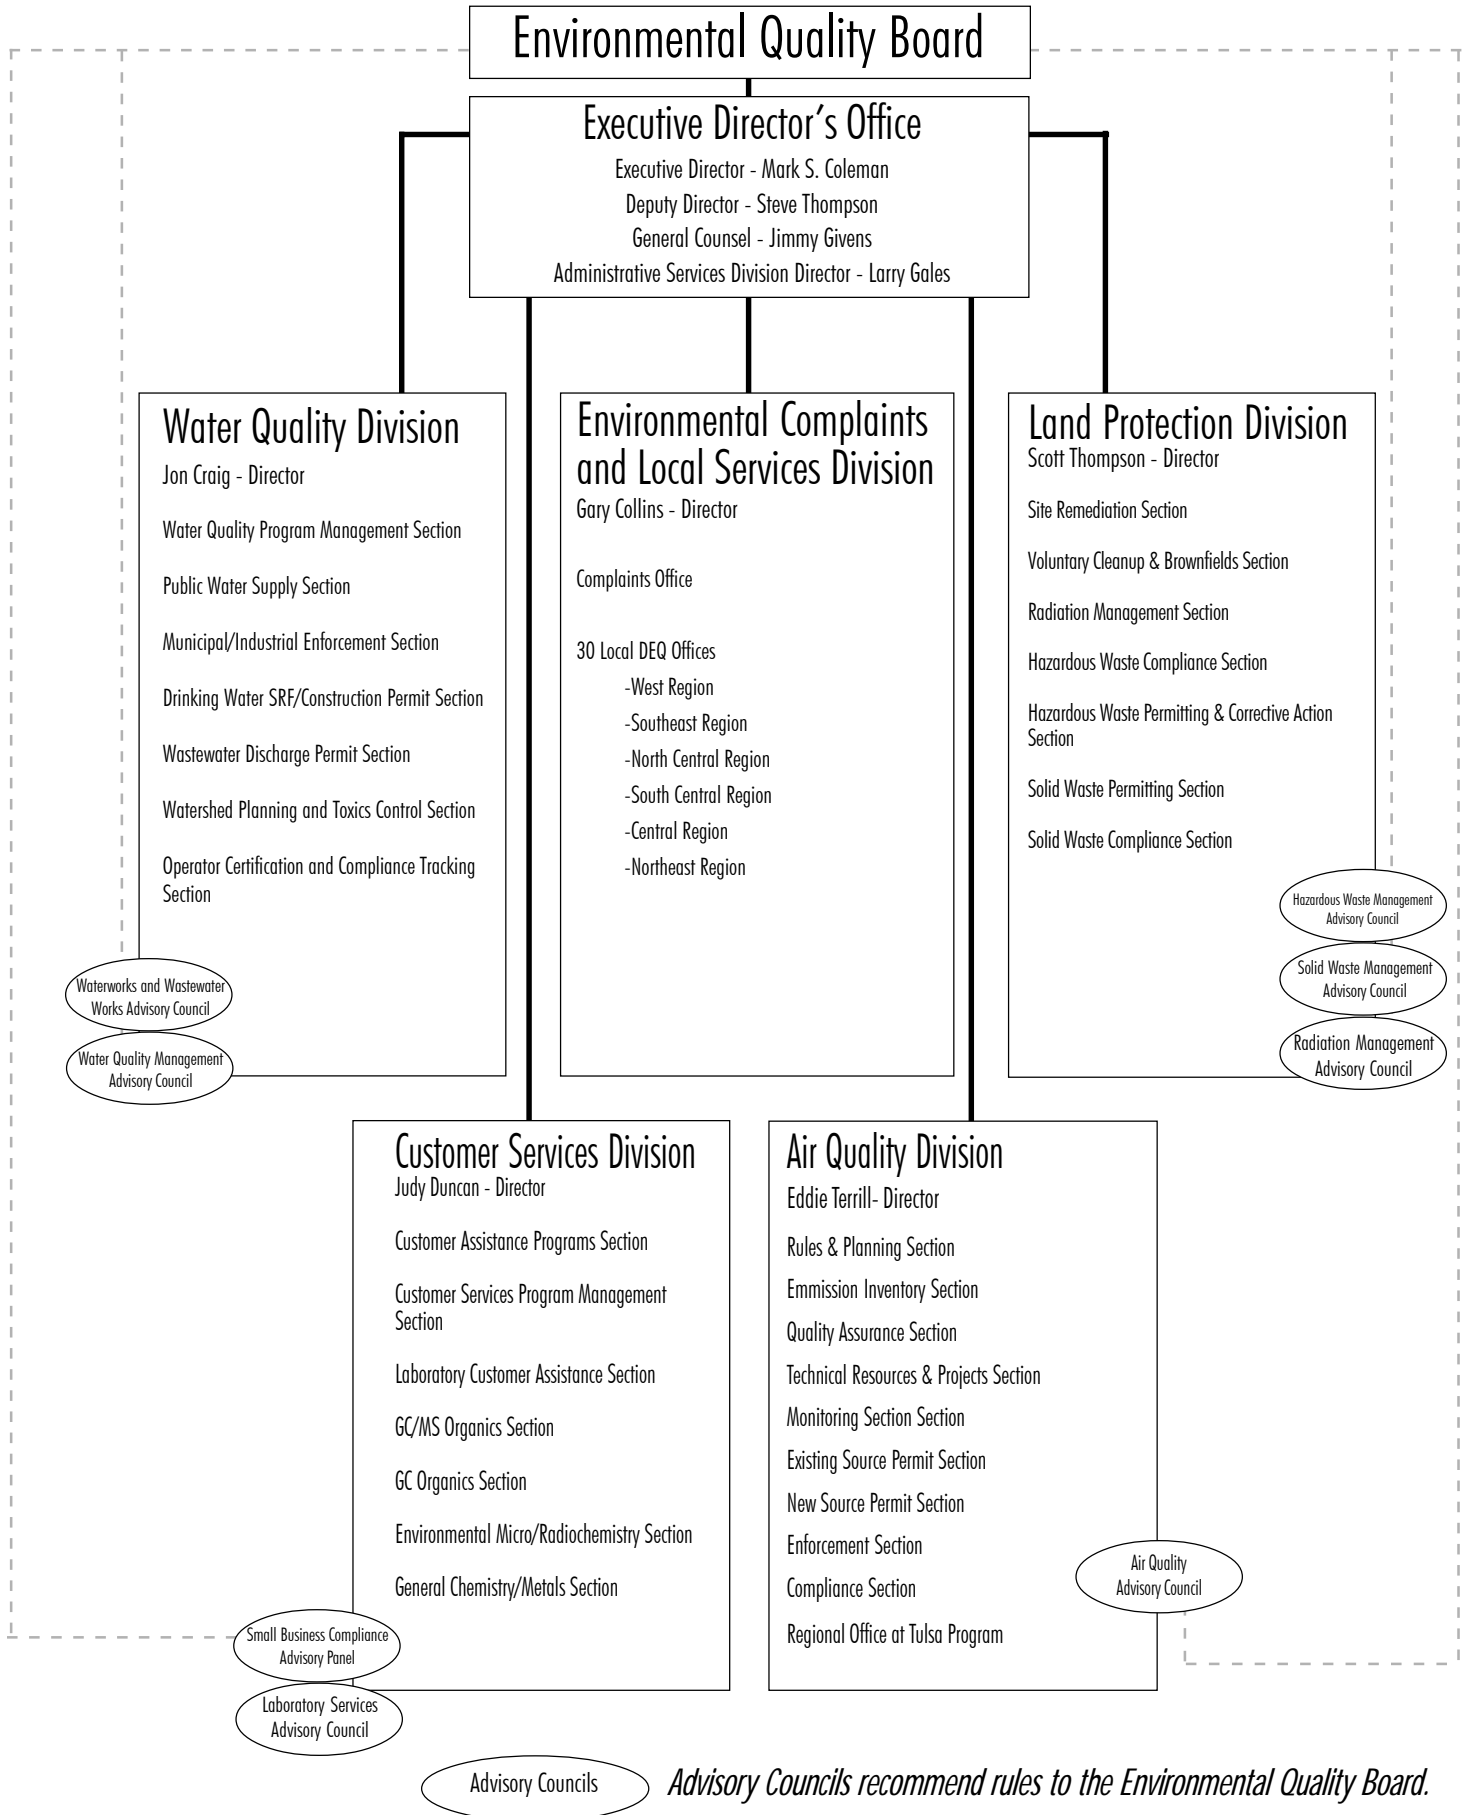 Environmental Quality Board
Executive Director's Office
Executive Director - Mark S. Coleman
Deputy Director - Steve Thompson
General Counsel - Jimmy Givens
Administrative Services Division Director - Larry Gales
Water Quality Division
Jon Craig - Director
Water Quality Program Management Section
Public Water Supply Section
Municipal/Industrial Enforcement Section
Drinking Water SRF/Construction Permit Section
Wastewater Discharge Permit Section
Watershed Planning and Toxics Control Section
Operator Certification and Compliance Tracking
Section
Waterworks and Wastewater
Works Advisory Council
Water Quality Management
Advisory Council
Environmental Complaints
and Local Services Division
Gary Collins - Director
Complaints Office
30 Local DEQ Offices
-West Region
-Southeast Region
-North Central Region
-South Central Region
-Central Region
-Northeast Region
Land Protection Division
Scott Thompson - Director
Site Remediation Section
Voluntary Cleanup & Brownfields Section
Radiation Management Section
Hazardous Waste Compliance Section
Hazardous Waste Permitting & Corrective Action
Section
Solid Waste Permitting Section
Solid Waste Compliance Section
Hazardous Waste Management
Advisory Council
Solid Waste Management
Advisory Council
Radiation Management
Advisory Council
Customer Services Division
Judy Duncan - Director
Customer Assistance Programs Section
Customer Services Program Management
Section
Laboratory Customer Assistance Section
GC/MS Organics Section
GC Organics Section
Environmental Micro/Radiochemistry Section
General Chemistry/Metals Section
Small Business Compliance
Advisory Panel
Laboratory Services
Advisory Council
Air Quality Division
Eddie Terrill- Director
Rules & Planning Section
Emmission Inventory Section
Quality Assurance Section
Technical Resources & Projects Section
Monitoring Section Section
Existing Source Permit Section
New Source Permit Section
Enforcement Section
Compliance Section
Regional Office at Tulsa Program
Air Quality
Advisory Council
Advisory Councils
Advisory Councils recommend rules to the Environmental Quality Board.